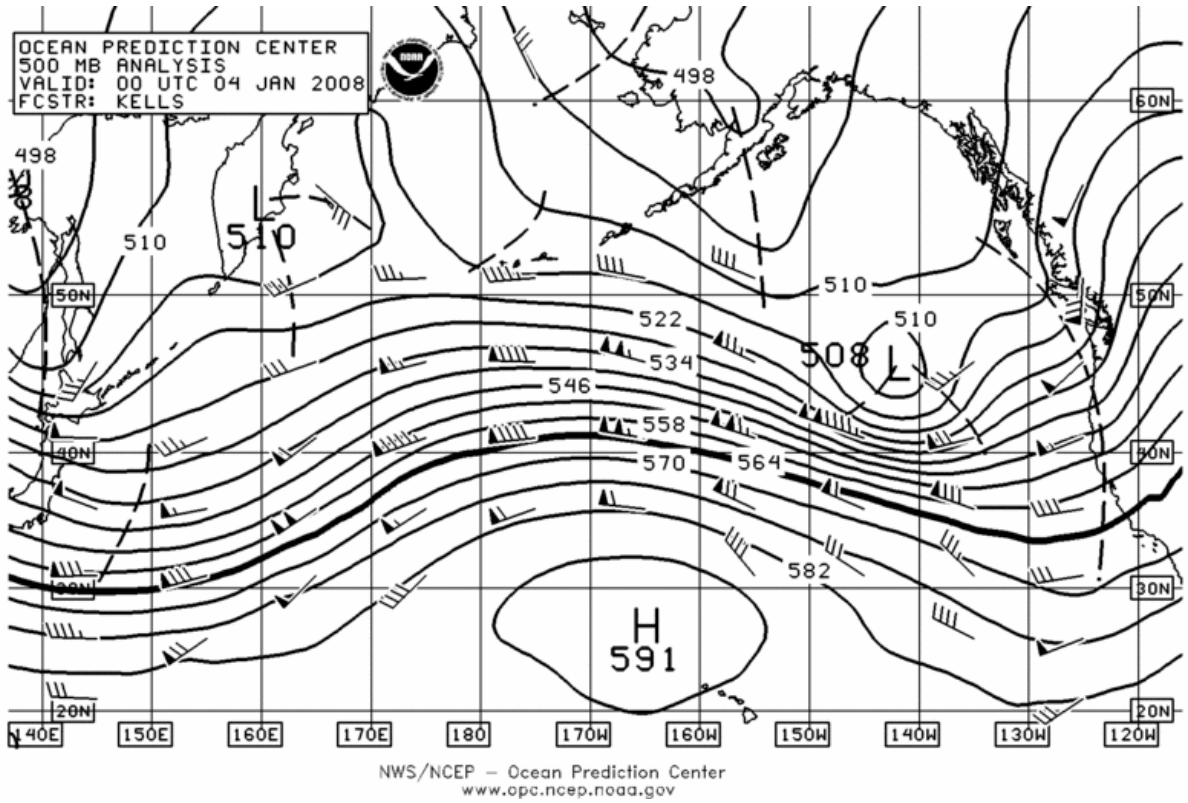 OCEAN PREDICTION CENTER
500 MB ANALYSIS
VALID: 00 UTC 04 JAN 2008
FCSTR: KELLS
NOAA
498
60N
60N
498
L
510
510
50N
510
50N
522
510
508 L
534
546
558
40N
40N
570
564
582
30N
30N
H
591
20N
20N
140E 150E 160E 170E 180 170W 160W 150W 140W 130W 120W
NWS/NCEP – Ocean Prediction Center
www.opc.ncep.noaa.gov